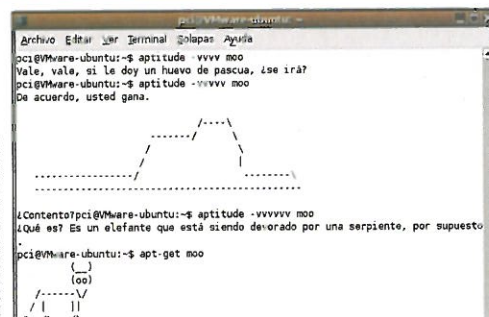 pci@VMware-ubuntu: ~
Archivo Editar Ver Terminal Solapas Ayuda
pci@VMware-ubuntu:~$ aptitude -vvvv moo
Vale, vala, si le doy un huevo de pascua, ¿se irá?
pci@VMware-ubuntu:~$ aptitude -vvvvv moo
De acuerdo, usted gana.
/----\
-------/ \
/ \
/ |
----------------/ --------\
----------------------------------------------
¿Contento?pci@VMware-ubuntu:~$ aptitude -vvvvvv moo
¿Qué es? Es un elefante que está siendo devorado por una serpiente, por supuesto
.
pci@VMware-ubuntu:~$ apt-get moo
(__)
(oo)
/------\/
/ | ||